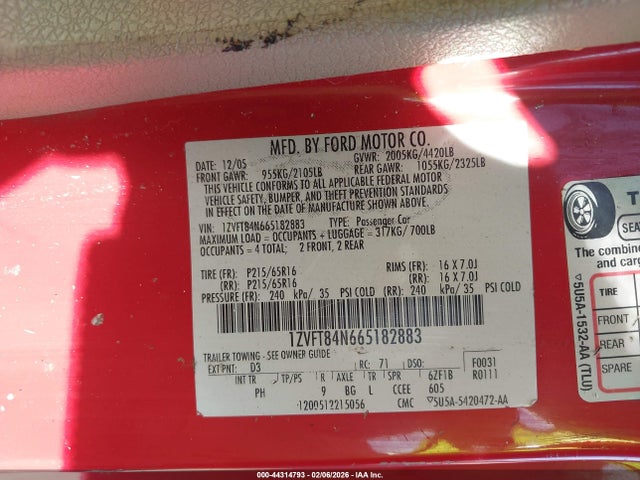 MFD. BY FORD MOTOR CO.
DATE: 12/05 GVWR: 2005KG/4420LB
FRONT GAWR: 955KG/2105LB REAR GAWR: 1055KG/2325LB
THIS VEHICLE CONFORMS TO ALL APPLICABLE FEDERAL MOTOR
VEHICLE SAFETY, BUMPER, AND THEFT PREVENTION STANDARDS
IN EFFECT ON THE DATE OF MANUFACTURE SHOWN ABOVE.
VIN: 1ZVFT84N665182883 TYPE: Passenger Car
MAXIMUM LOAD = OCCUPANTS + LUGGAGE = 317KG/700LB
OCCUPANTS = 4 TOTAL: 2 FRONT, 2 REAR
TIRE (FR): P215/65R16 RIMS (FR): 16 X 7.0J
(RR): P215/65R16 (RR): 16 X 7.0J
PRESSURE (FR): 240 kPa/ 35 PSI COLD (RR): 240 kPa/ 35 PSI COLD
1ZVFT84N665182883
TRAILER TOWING - SEE OWNER GUIDE
EXT PNT: D3 RC: 71 DSO: F0031
INT TR TP/PS R AXLE TR SPR 6ZF1B R0111
PH 9 BG L CCEE 605
1200512215056 CMC ▽5U5A-5420472-AA
SEA
The combine
of
TIRE
FRONT
REAR
SPARE
▽5U5A-1532-AA (TLU)
000-44314793 - 02/06/2026 - IAA Inc.